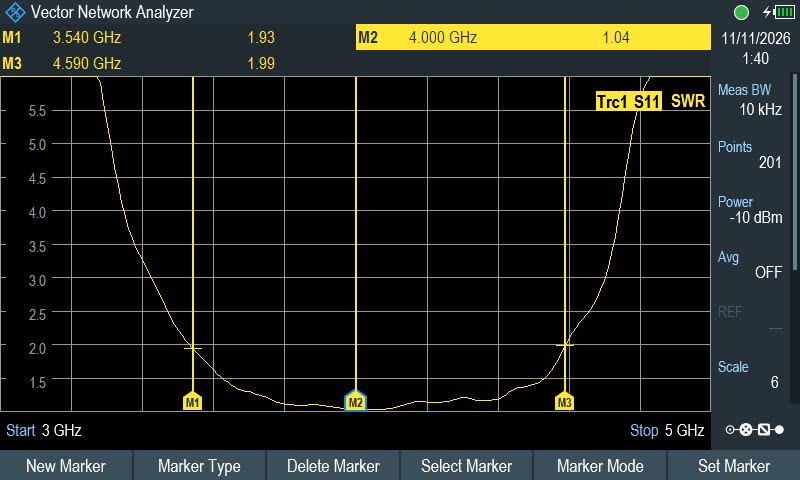 Vector Network Analyzer
M1 3.540 GHz 1.93 M2 4.000 GHz 1.04
M3 4.590 GHz 1.99
11/11/2026
1:40
Trc1 S11 SWR
5.5
5.0
4.5
4.0
3.5
3.0
2.5
2.0
1.5
M1 M2 M3
Start 3 GHz Stop 5 GHz
Meas BW
10 kHz
Points
201
Power
-10 dBm
Avg
OFF
REF
---
Scale
6
New Marker Marker Type Delete Marker Select Marker Marker Mode Set Marker